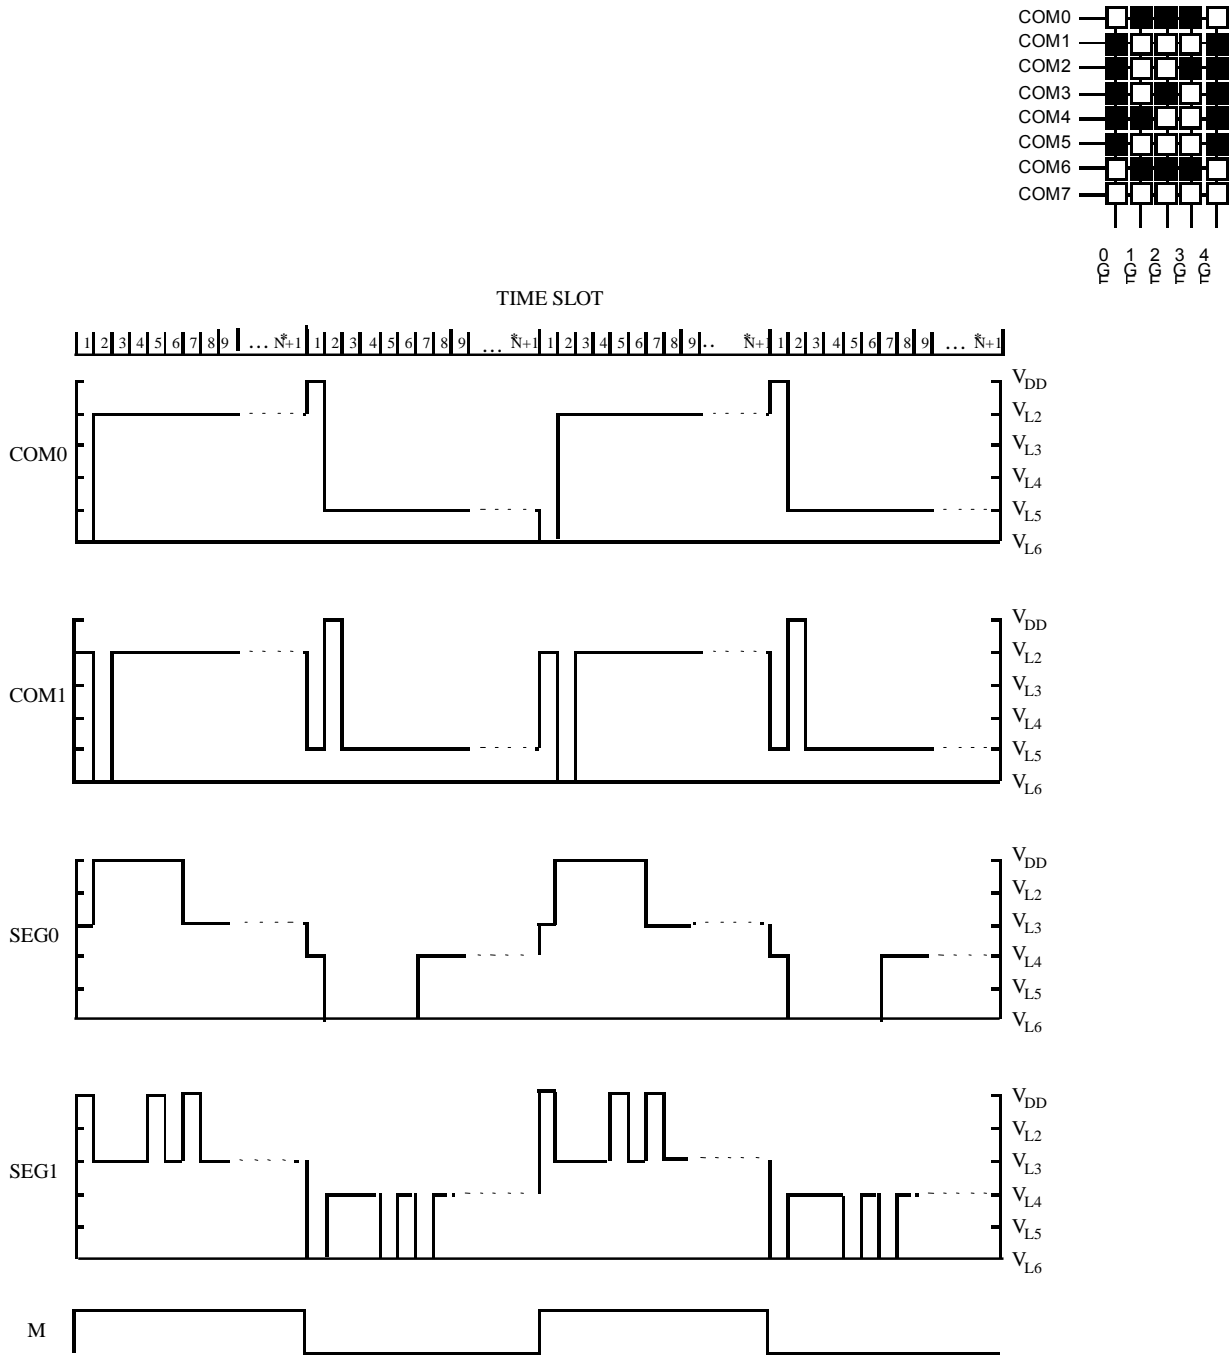 COM0
COM1
COM2
COM3
COM4
COM5
COM6
COM7
0 1 2 3 4
G G G G G
TIME SLOT
1 2 3 4 5 6 7 8 9 ... *N+1 1 2 3 4 5 6 7 8 9 ... *N+1 1 2 3 4 5 6 7 8 9 .. *N+1 1 2 3 4 5 6 7 8 9 ... *N+1
COM0
VDD
VL2
VL3
VL4
VL5
VL6
COM1
VDD
VL2
VL3
VL4
VL5
VL6
SEG0
VDD
VL2
VL3
VL4
VL5
VL6
SEG1
VDD
VL2
VL3
VL4
VL5
VL6
M